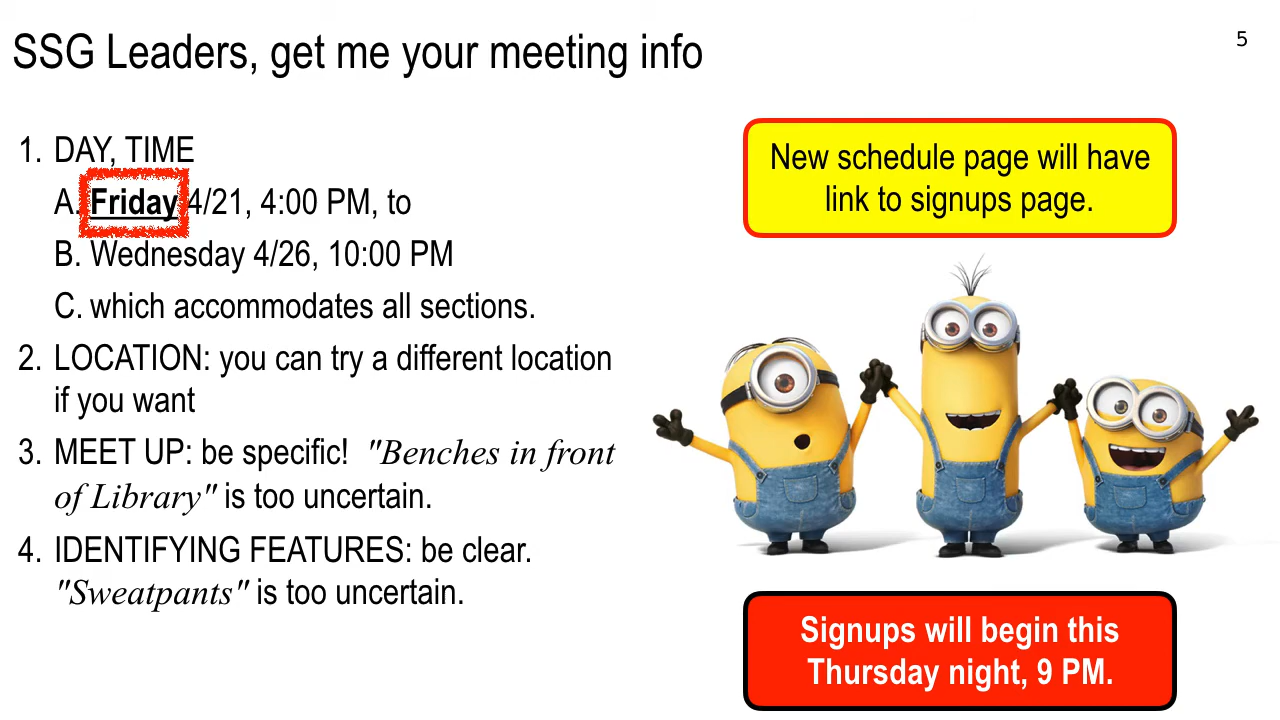 SSG Leaders, get me your meeting info
5
1. DAY, TIME
A. Friday 4/21, 4:00 PM, to
B. Wednesday 4/26, 10:00 PM
C. which accommodates all sections.
2. LOCATION: you can try a different location
if you want
3. MEET UP: be specific! "Benches in front
of Library" is too uncertain.
4. IDENTIFYING FEATURES: be clear.
"Sweatpants" is too uncertain.
New schedule page will have
link to signups page.
Signups will begin this
Thursday night, 9 PM.